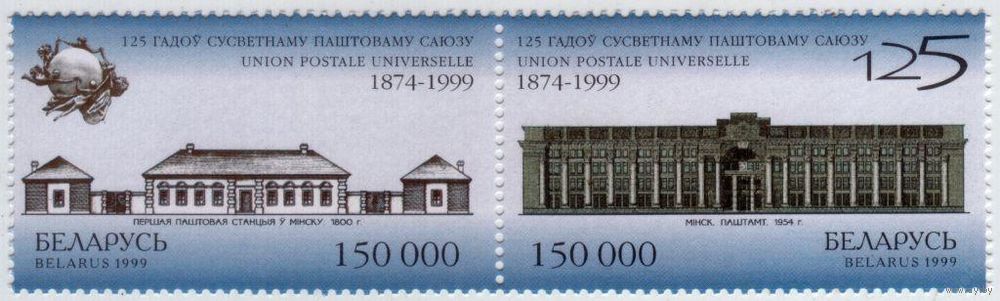 125 ГАДОЎ СУСВЕТНАМУ ПАШТОВАМУ САЮЗУ
UNION POSTALE UNIVERSELLE
1874-1999
ПЕРШАЯ ПАШТОВАЯ СТАНЦЫЯ Ў МІНСКУ. 1800 г.
БЕЛАРУСЬ
BELARUS 1999
150 000
125 ГАДОЎ СУСВЕТНАМУ ПАШТОВАМУ САЮЗУ
UNION POSTALE UNIVERSELLE
1874-1999
125
МІНСК. ПАШТАМТ. 1954 г.
150 000
БЕЛАРУСЬ
BELARUS 1999